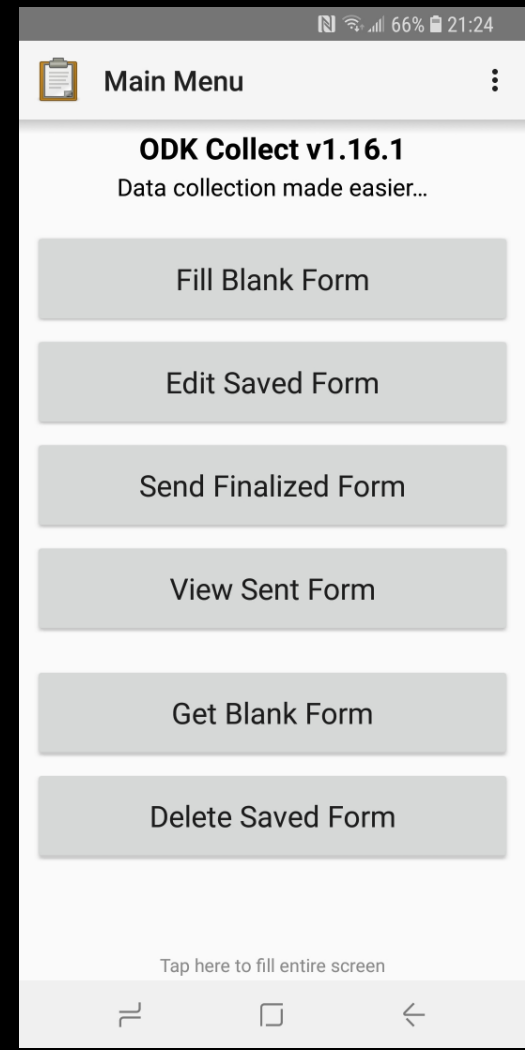 66% 21:24
Main Menu
ODK Collect v1.16.1
Data collection made easier...
Fill Blank Form
Edit Saved Form
Send Finalized Form
View Sent Form
Get Blank Form
Delete Saved Form
Tap here to fill entire screen